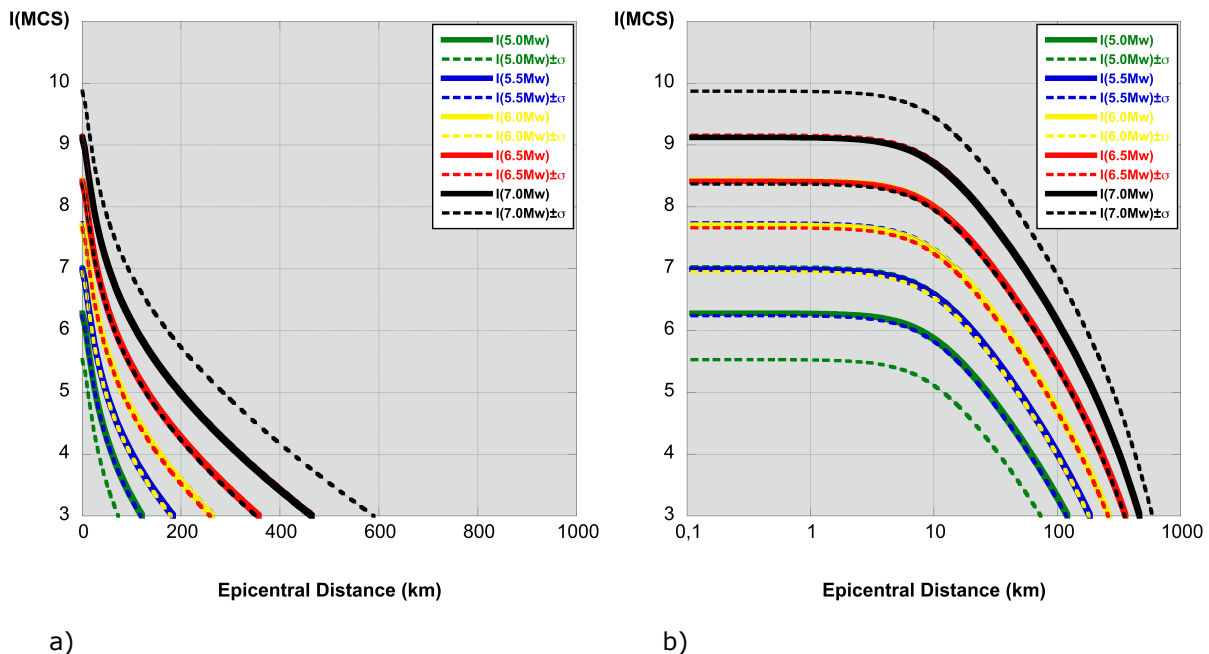 I(MCS)
10
9
8
7
6
5
4
3
0
200
400
600
800
1000
I(5.0Mw)
I(5.0Mw)±σ
I(5.5Mw)
I(5.5Mw)±σ
I(6.0Mw)
I(6.0Mw)±σ
I(6.5Mw)
I(6.5Mw)±σ
I(7.0Mw)
I(7.0Mw)±σ
Epicentral Distance (km)
a)
I(MCS)
10
9
8
7
6
5
4
3
0,1
1
10
100
1000
I(5.0Mw)
I(5.0Mw)±σ
I(5.5Mw)
I(5.5Mw)±σ
I(6.0Mw)
I(6.0Mw)±σ
I(6.5Mw)
I(6.5Mw)±σ
I(7.0Mw)
I(7.0Mw)±σ
Epicentral Distance (km)
b)